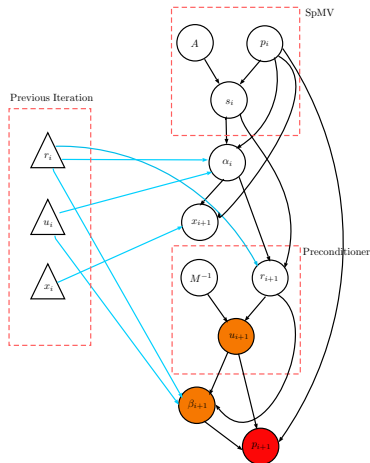 SpMV
A
p_i
s_i
Previous Iteration
r_i
α_i
u_i
x_{i+1}
Preconditioner
x_i
M^{-1}
r_{i+1}
u_{i+1}
β_{i+1}
p_{i+1}